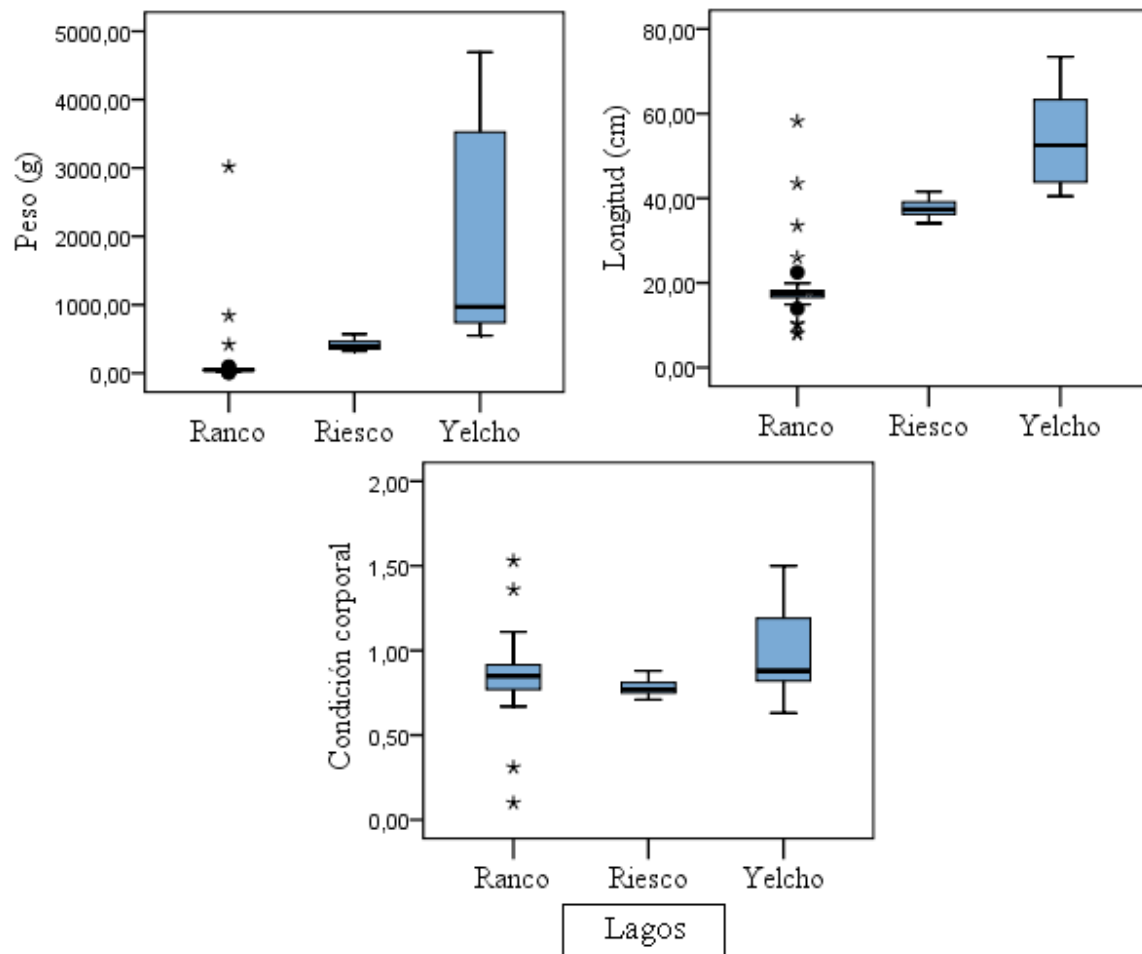 Peso (g)
5000,00
4000,00
3000,00
2000,00
1000,00
0,00
Ranco Riesco Yelcho
Longitud (cm)
80,00
60,00
40,00
20,00
0,00
Ranco Riesco Yelcho
Condición corporal
2,00
1,50
1,00
0,50
0,00
Ranco Riesco Yelcho
Lagos